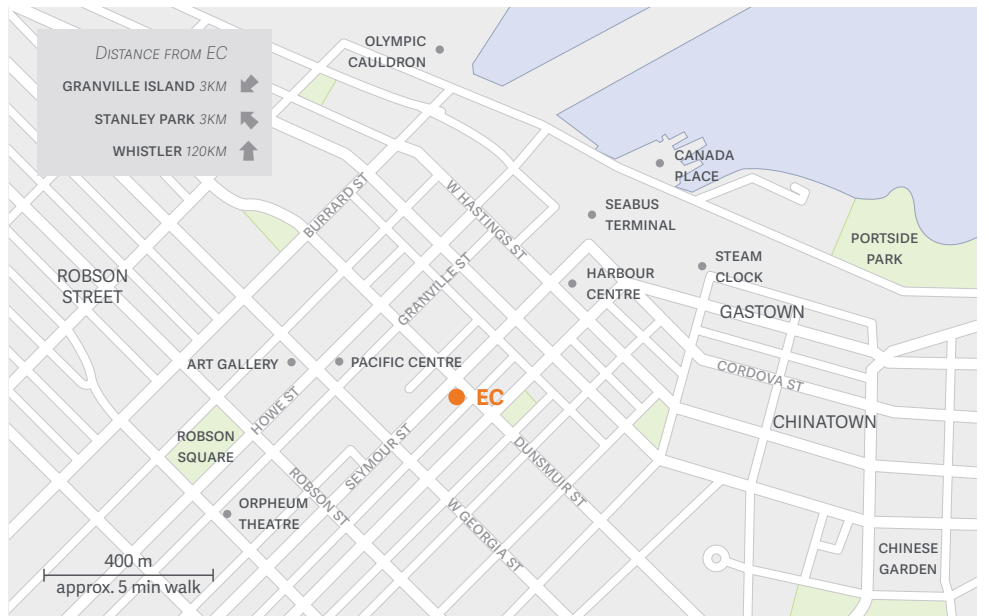 DISTANCE FROM EC
GRANVILLE ISLAND 3KM
STANLEY PARK 3KM
WHISTLER 120KM
OLYMPIC
CAULDRON
CANADA
PLACE
SEABUS
TERMINAL
BURRARD ST
W HASTINGS ST
GRANVILLE ST
PORTSIDE
PARK
STEAM
CLOCK
HARBOUR
CENTRE
ROBSON
STREET
GASTOWN
ART GALLERY
PACIFIC CENTRE
CORDOVA ST
EC
HOWE ST
CHINATOWN
ROBSON
SQUARE
SEYMOUR ST
DUNSMUIR ST
ROBSON ST
ORPHEUM
THEATRE
W GEORGIA ST
CHINESE
GARDEN
400 m
approx. 5 min walk